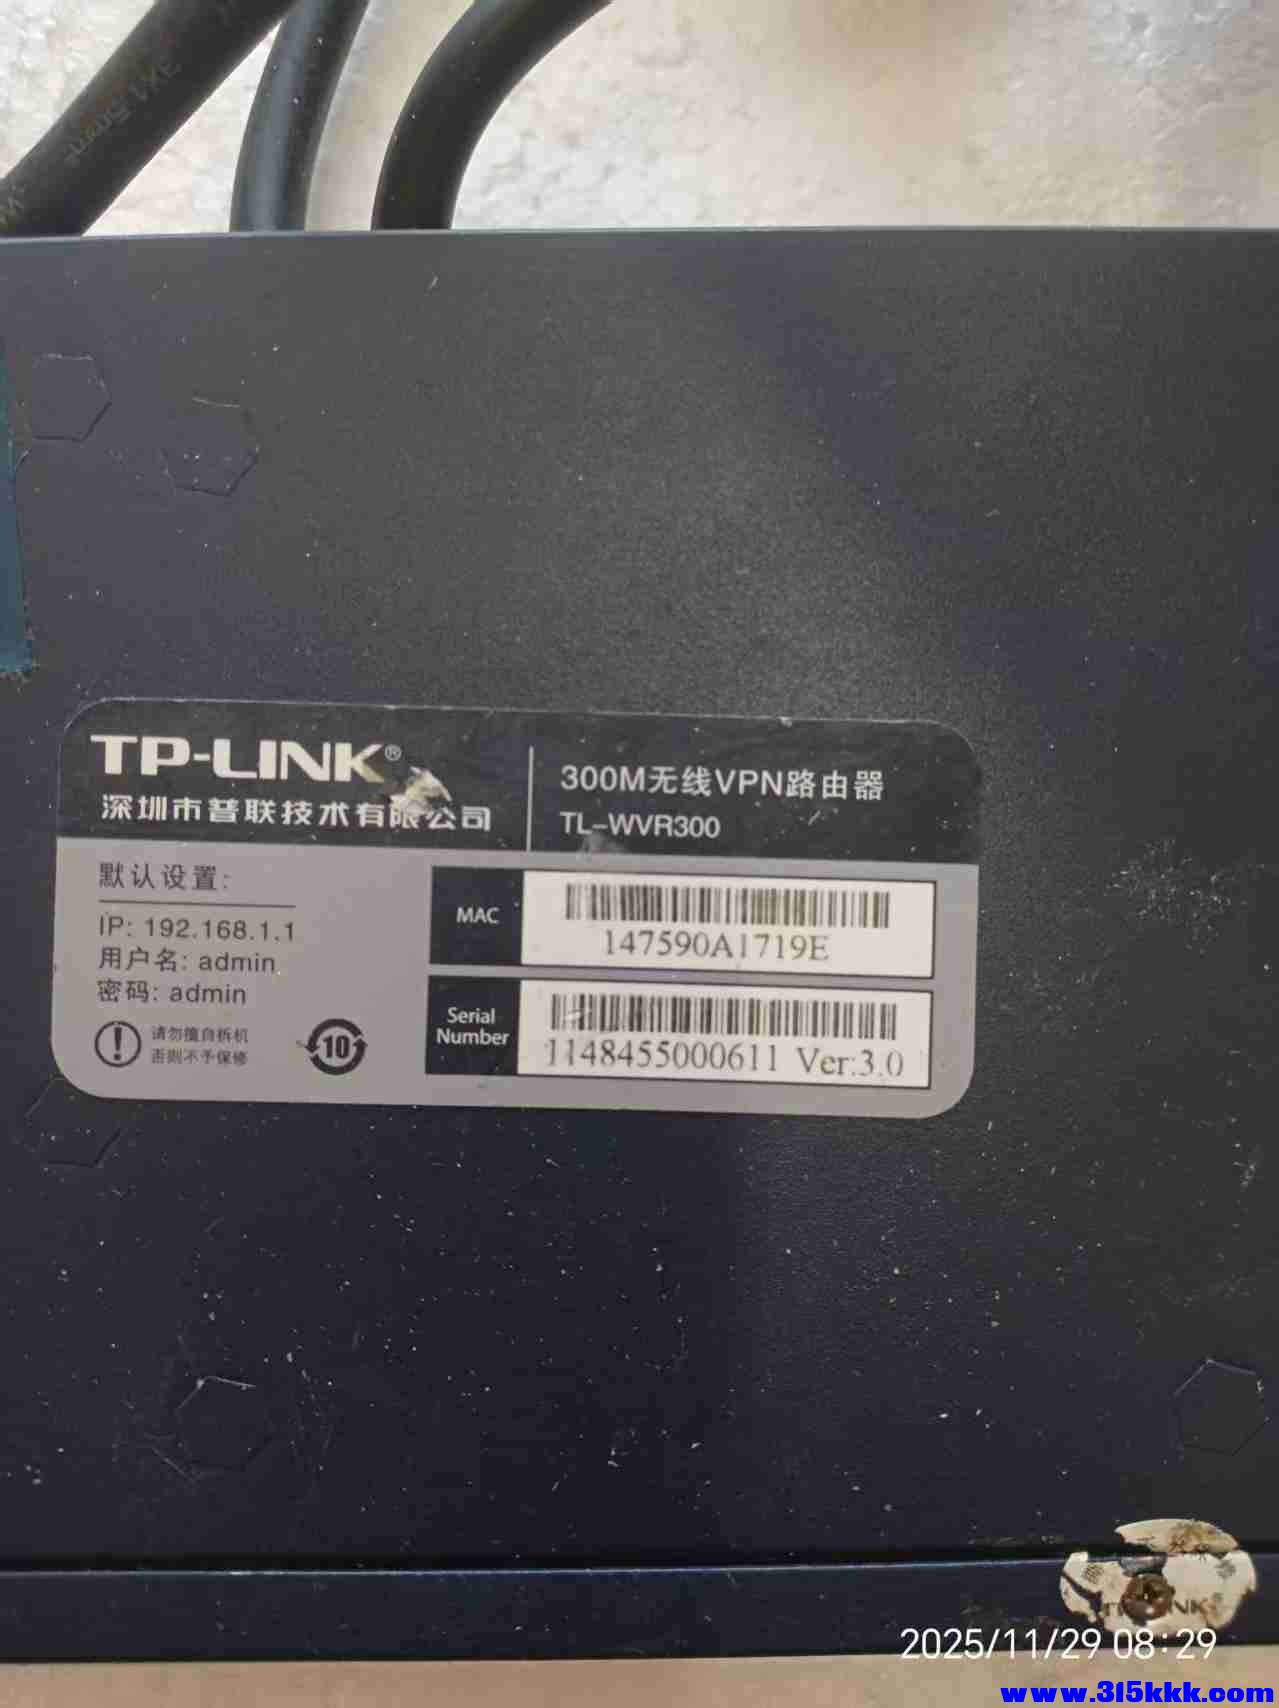 3X1.5mm²
TP-LINK®
深圳市普联技术有限公司
300M无线VPN路由器
TL-WVR300
默认设置:
IP: 192.168.1.1
用户名: admin
密码: admin
请勿擅自拆机
否则不予保修
10
MAC
147590A1719E
Serial
Number
1148455000611 Ver:3.0
2025/11/29 08:29
www.315kkk.com